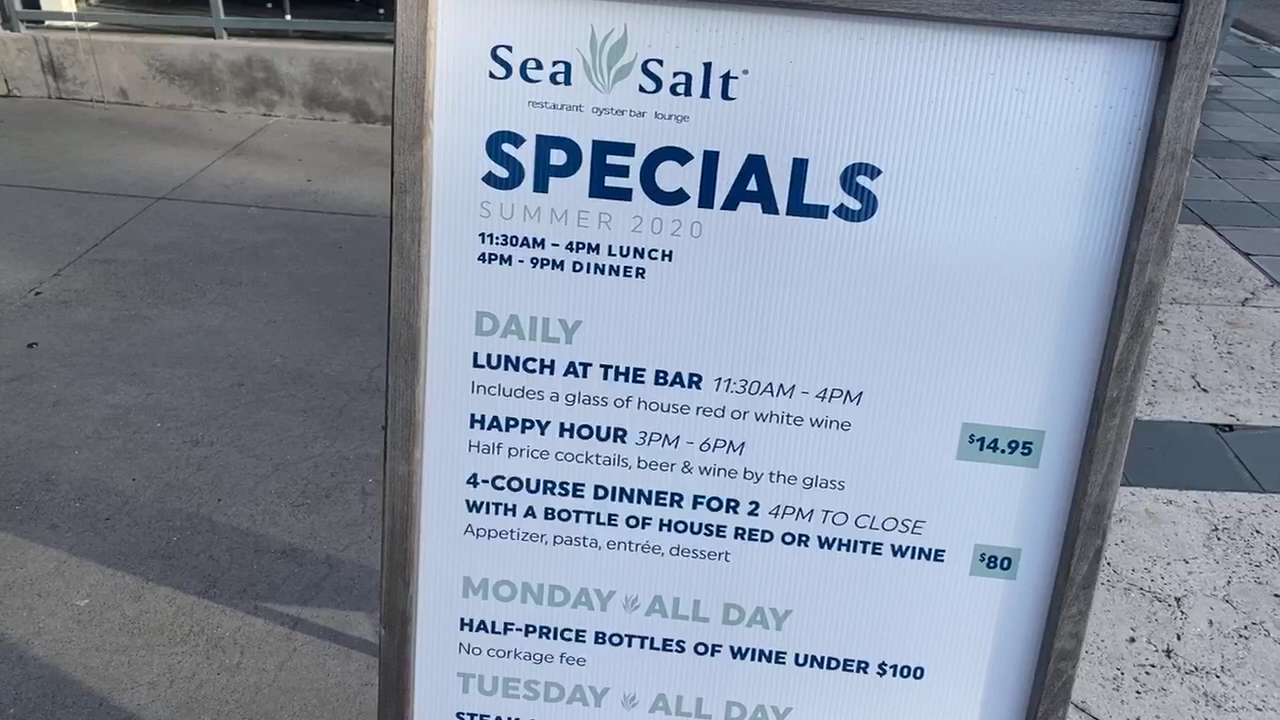 Sea Salt
restaurant oyster bar lounge
SPECIALS
SUMMER 2020
11:30AM – 4PM LUNCH
4PM - 9PM DINNER
DAILY
LUNCH AT THE BAR 11:30AM - 4PM
Includes a glass of house red or white wine
$14.95
HAPPY HOUR 3PM - 6PM
Half price cocktails, beer & wine by the glass
4-COURSE DINNER FOR 2 4PM TO CLOSE
WITH A BOTTLE OF HOUSE RED OR WHITE WINE
$80
Appetizer, pasta, entrée, dessert
MONDAY ALL DAY
HALF-PRICE BOTTLES OF WINE UNDER $100
No corkage fee
TUESDAY ALL DAY